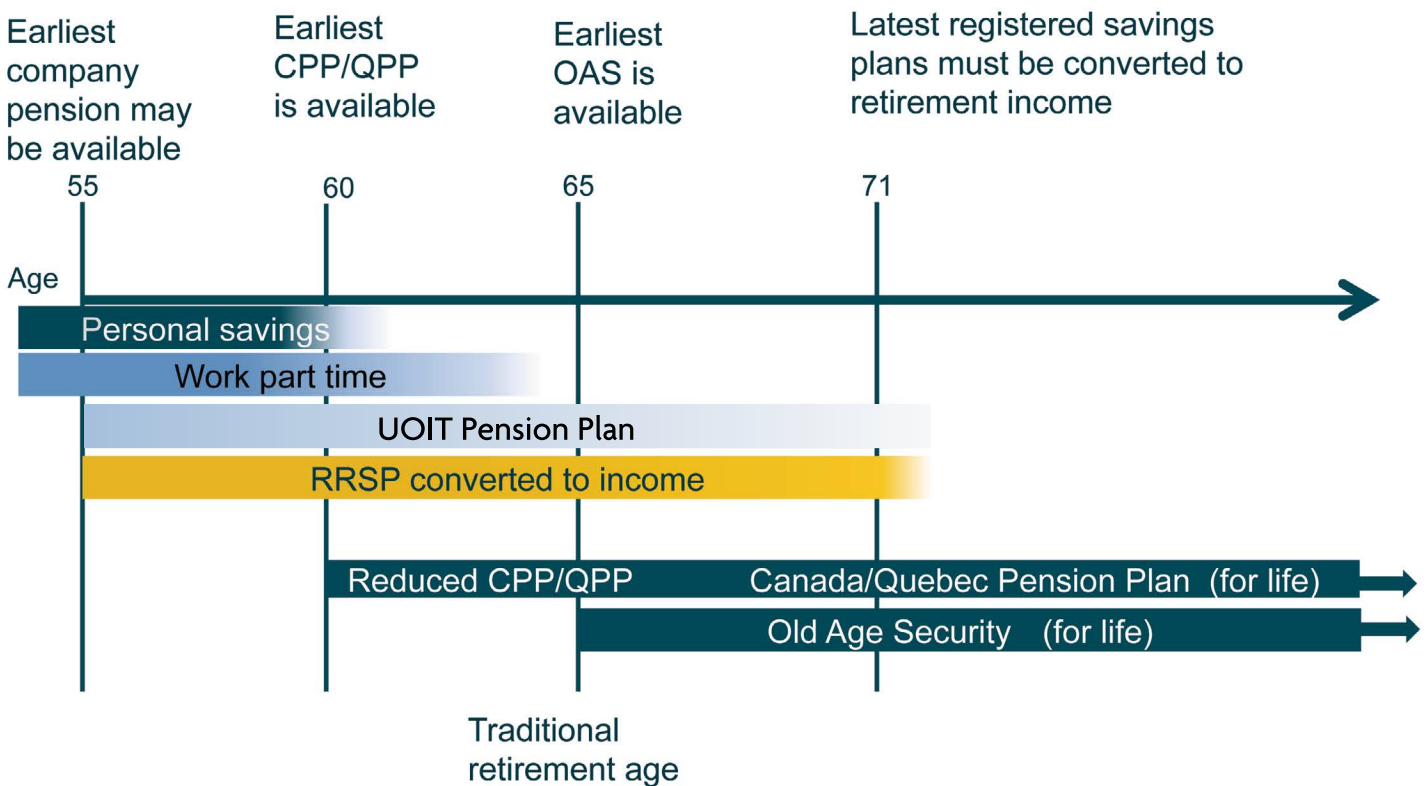 Earliest
company
pension may
be available
Earliest
CPP/QPP
is available
Earliest
OAS is
available
Latest registered savings
plans must be converted to
retirement income
55
60
65
71
Age
Personal savings
Work part time
UOIT Pension Plan
RRSP converted to income
Reduced CPP/QPP
Canada/Quebec Pension Plan (for life)
Old Age Security (for life)
Traditional
retirement age